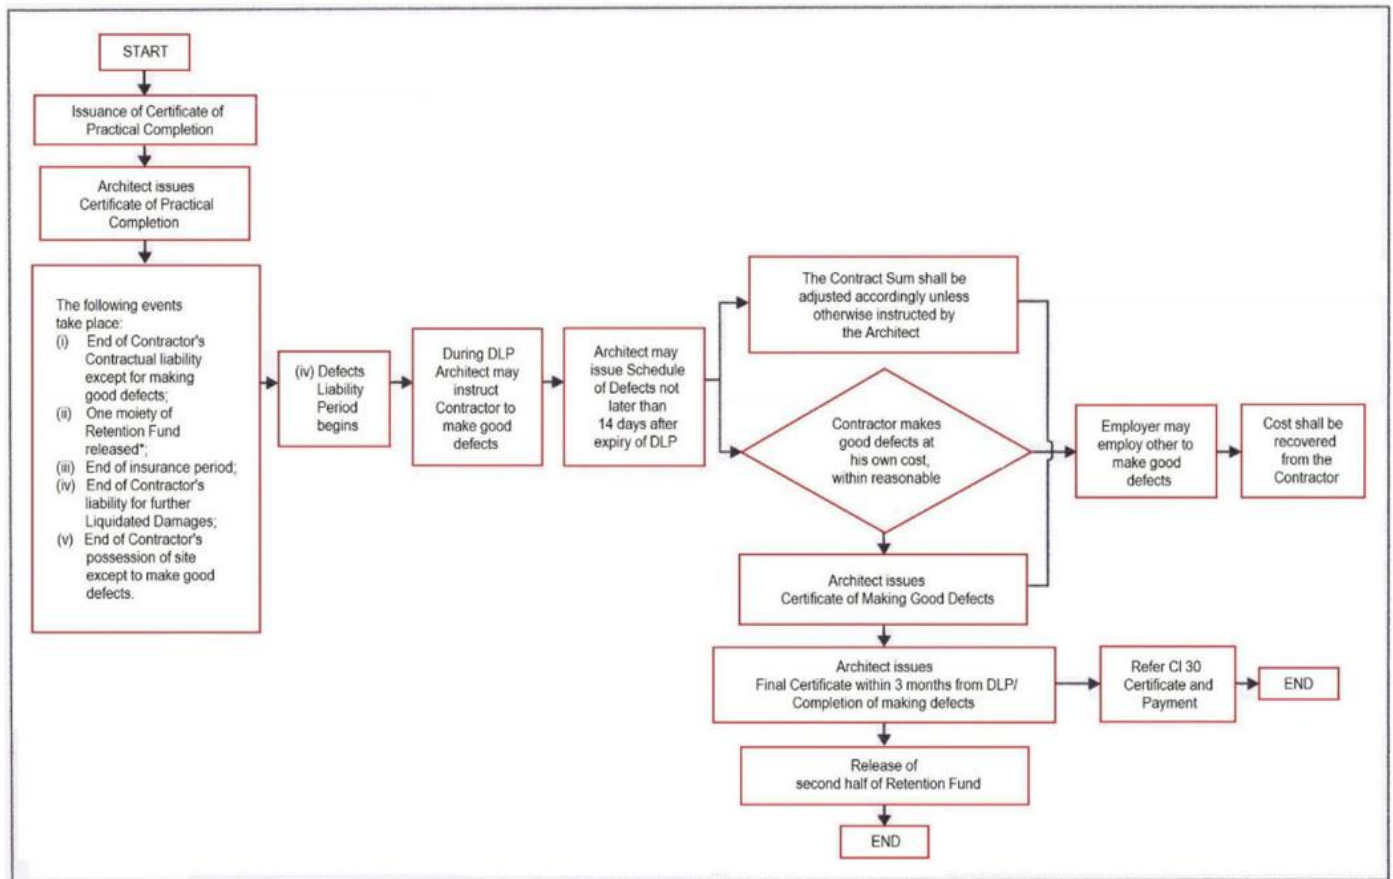 START
Issuance of Certificate of
Practical Completion
Architect issues
Certificate of Practical
Completion
The following events
take place:
(i) End of Contractor's
Contractual liability
except for making
good defects;
(ii) One moiety of
Retention Fund
released*;
(iii) End of insurance period;
(iv) End of Contractor's
liability for further
Liquidated Damages;
(v) End of Contractor's
possession of site
except to make good
defects.
(iv) Defects
Liability
Period
begins
During DLP
Architect may
instruct
Contractor to
make good
defects
Architect may
issue Schedule
of Defects not
later than
14 days after
expiry of DLP
The Contract Sum shall be
adjusted accordingly unless
otherwise instructed by
the Architect
Contractor makes
good defects at
his own cost,
within reasonable
Employer may
employ other to
make good
defects
Cost shall be
recovered
from the
Contractor
Architect issues
Certificate of Making Good Defects
Architect issues
Final Certificate within 3 months from DLP/
Completion of making defects
Refer Cl 30
Certificate and
Payment
END
Release of
second half of Retention Fund
END